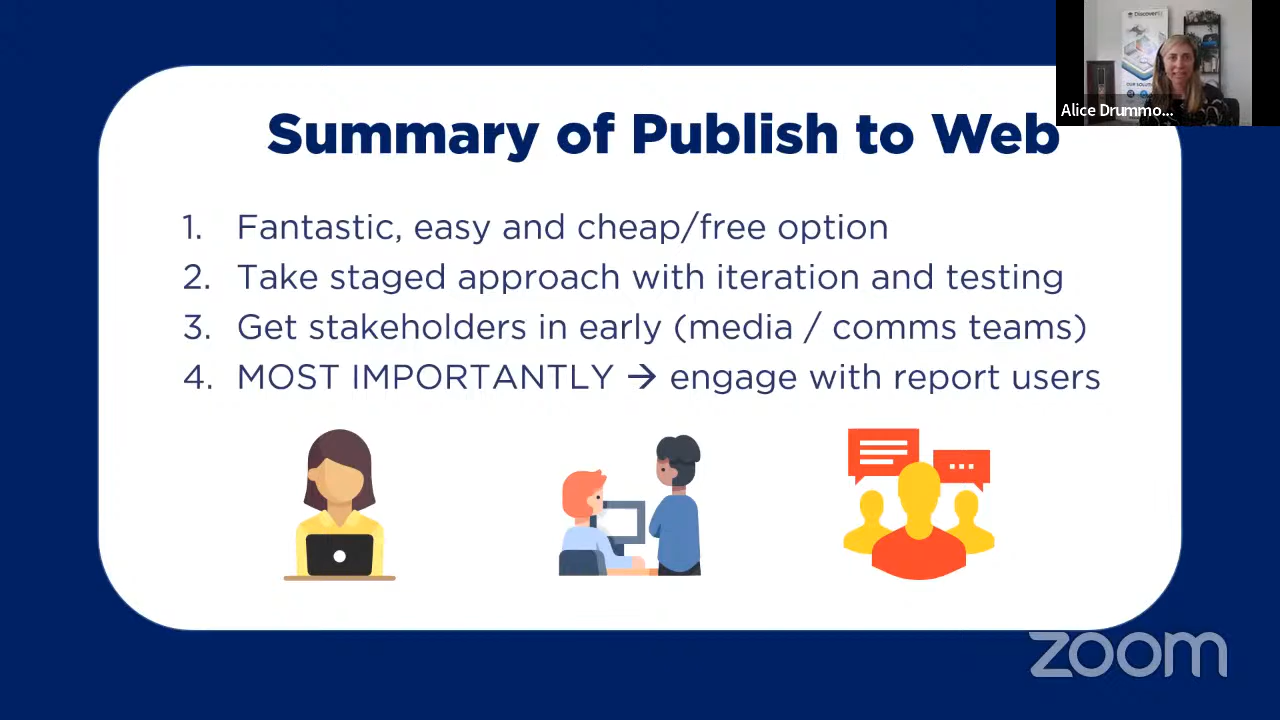 Summary of Publish to Web
1. Fantastic, easy and cheap/free option
2. Take staged approach with iteration and testing
3. Get stakeholders in early (media / comms teams)
4. MOST IMPORTANTLY → engage with report users
Alice Drummo...
zoom